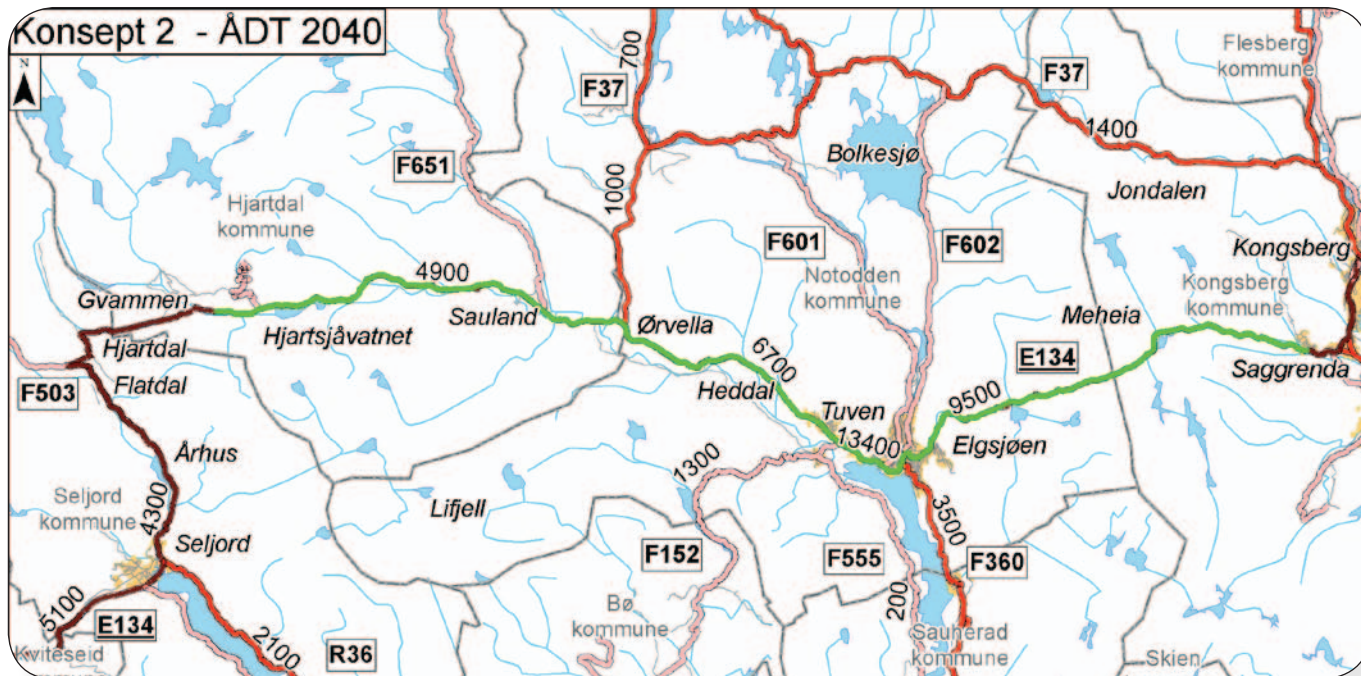 Konsept 2 - ÅDT 2040
N
700
F37
F37
Flesberg
kommune
1400
Bolkesjø
F651
1000
Jondalen
Hjartdal
kommune
F601
F602
Kongsberg
Notodden
kommune
Kongsberg
kommune
4900
Gvammen
Sauland
Hjartsjåvatnet
Ørvella
Meheia
Hjartdal
6700
E134
Saggrenda
F503
Flatdal
Heddal
9500
Tuven
13400
Elgsjøen
Århus
1300
Seljord
kommune
4300
Lifjell
3500
Seljord
F152
F555
F360
200
5100
E134
Bø
kommune
2100
R36
Sauherad
kommune
Kviteseid
Skien